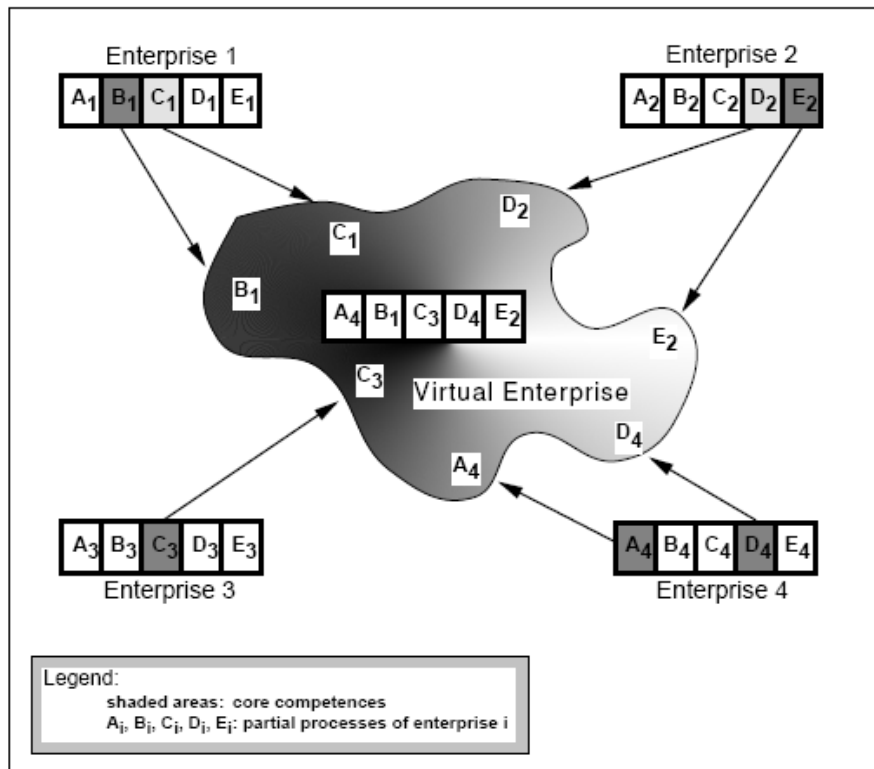 Enterprise 1
A1 B1 C1 D1 E1
Enterprise 2
A2 B2 C2 D2 E2
D2
C1
B1
A4 B1 C3 D4 E2
E2
C3
Virtual Enterprise
D4
A4
A3 B3 C3 D3 E3
Enterprise 3
A4 B4 C4 D4 E4
Enterprise 4
Legend:
shaded areas: core competences
Ai, Bi, Ci, Di, Ei: partial processes of enterprise i